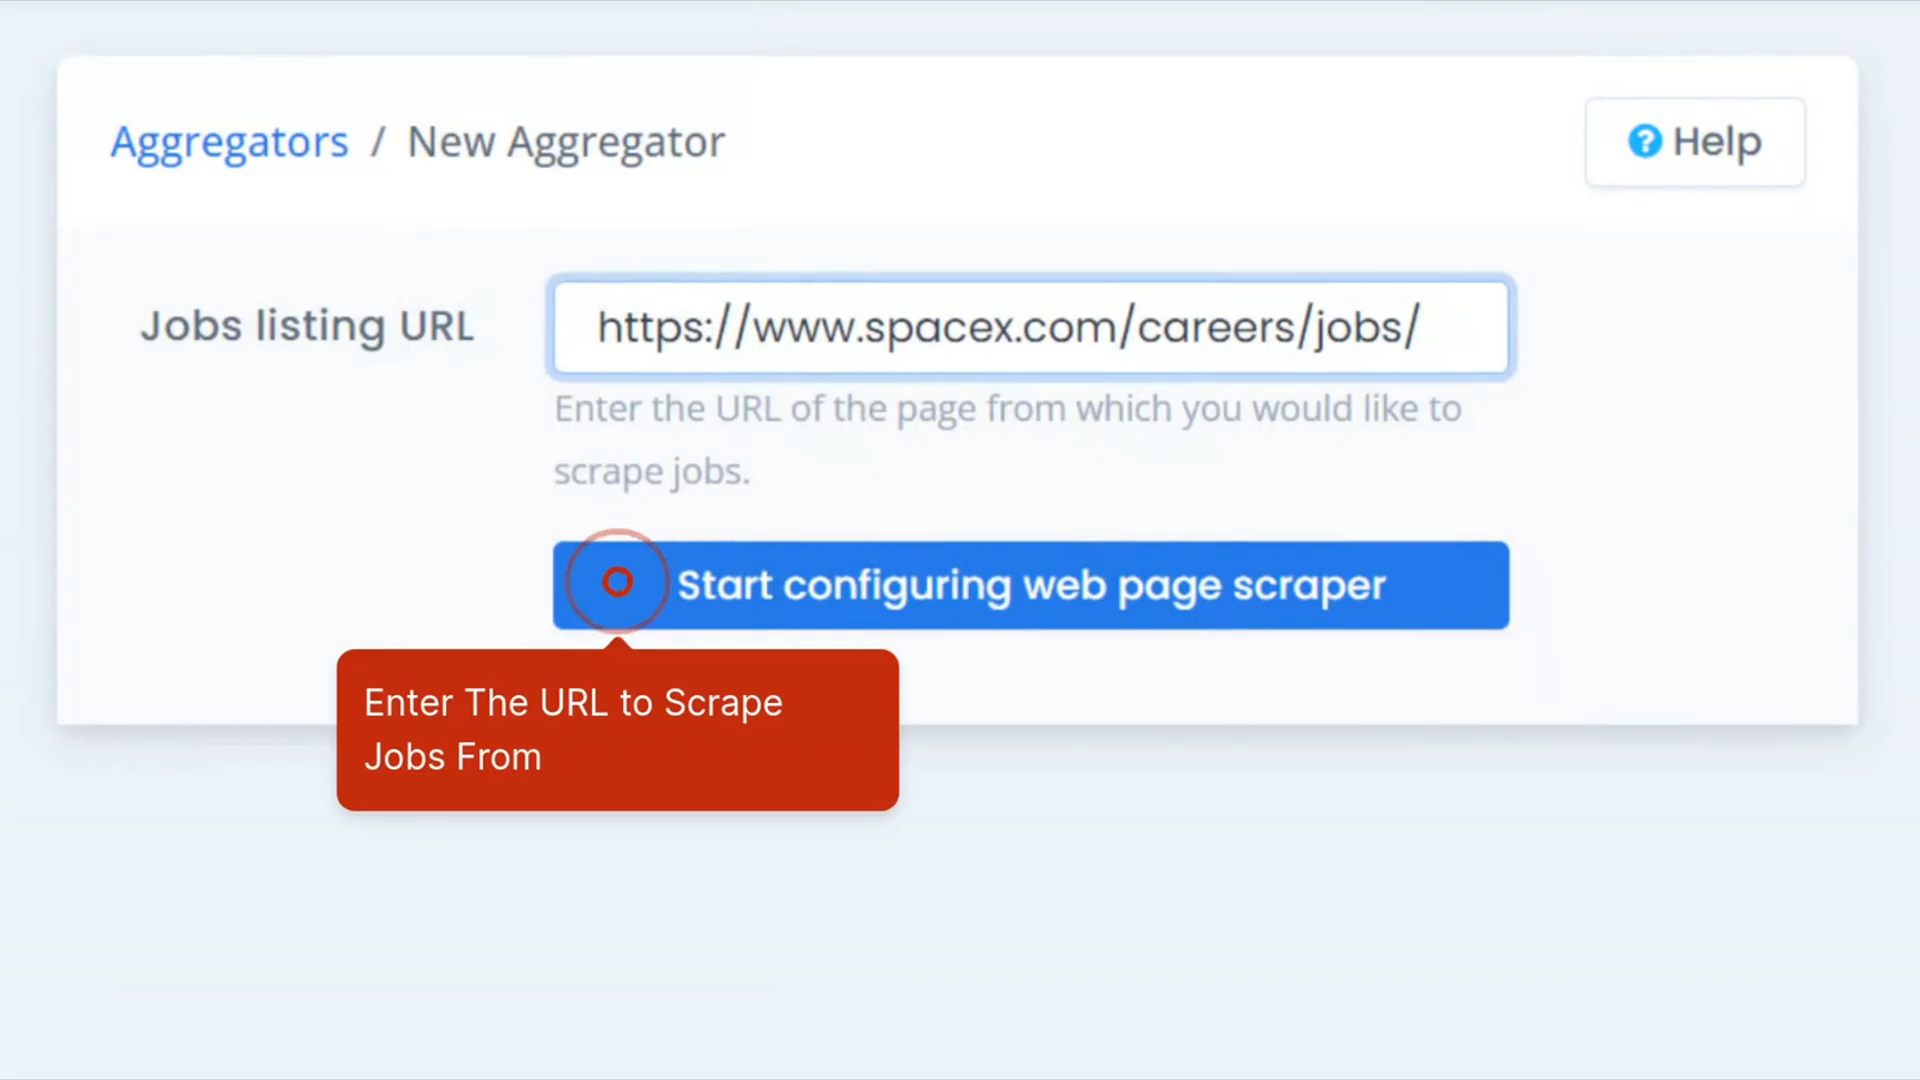 Aggregators / New Aggregator
Help
Jobs listing URL
https://www.spacex.com/careers/jobs/
Enter the URL of the page from which you would like to
scrape jobs.
Start configuring web page scraper
Enter The URL to Scrape
Jobs From